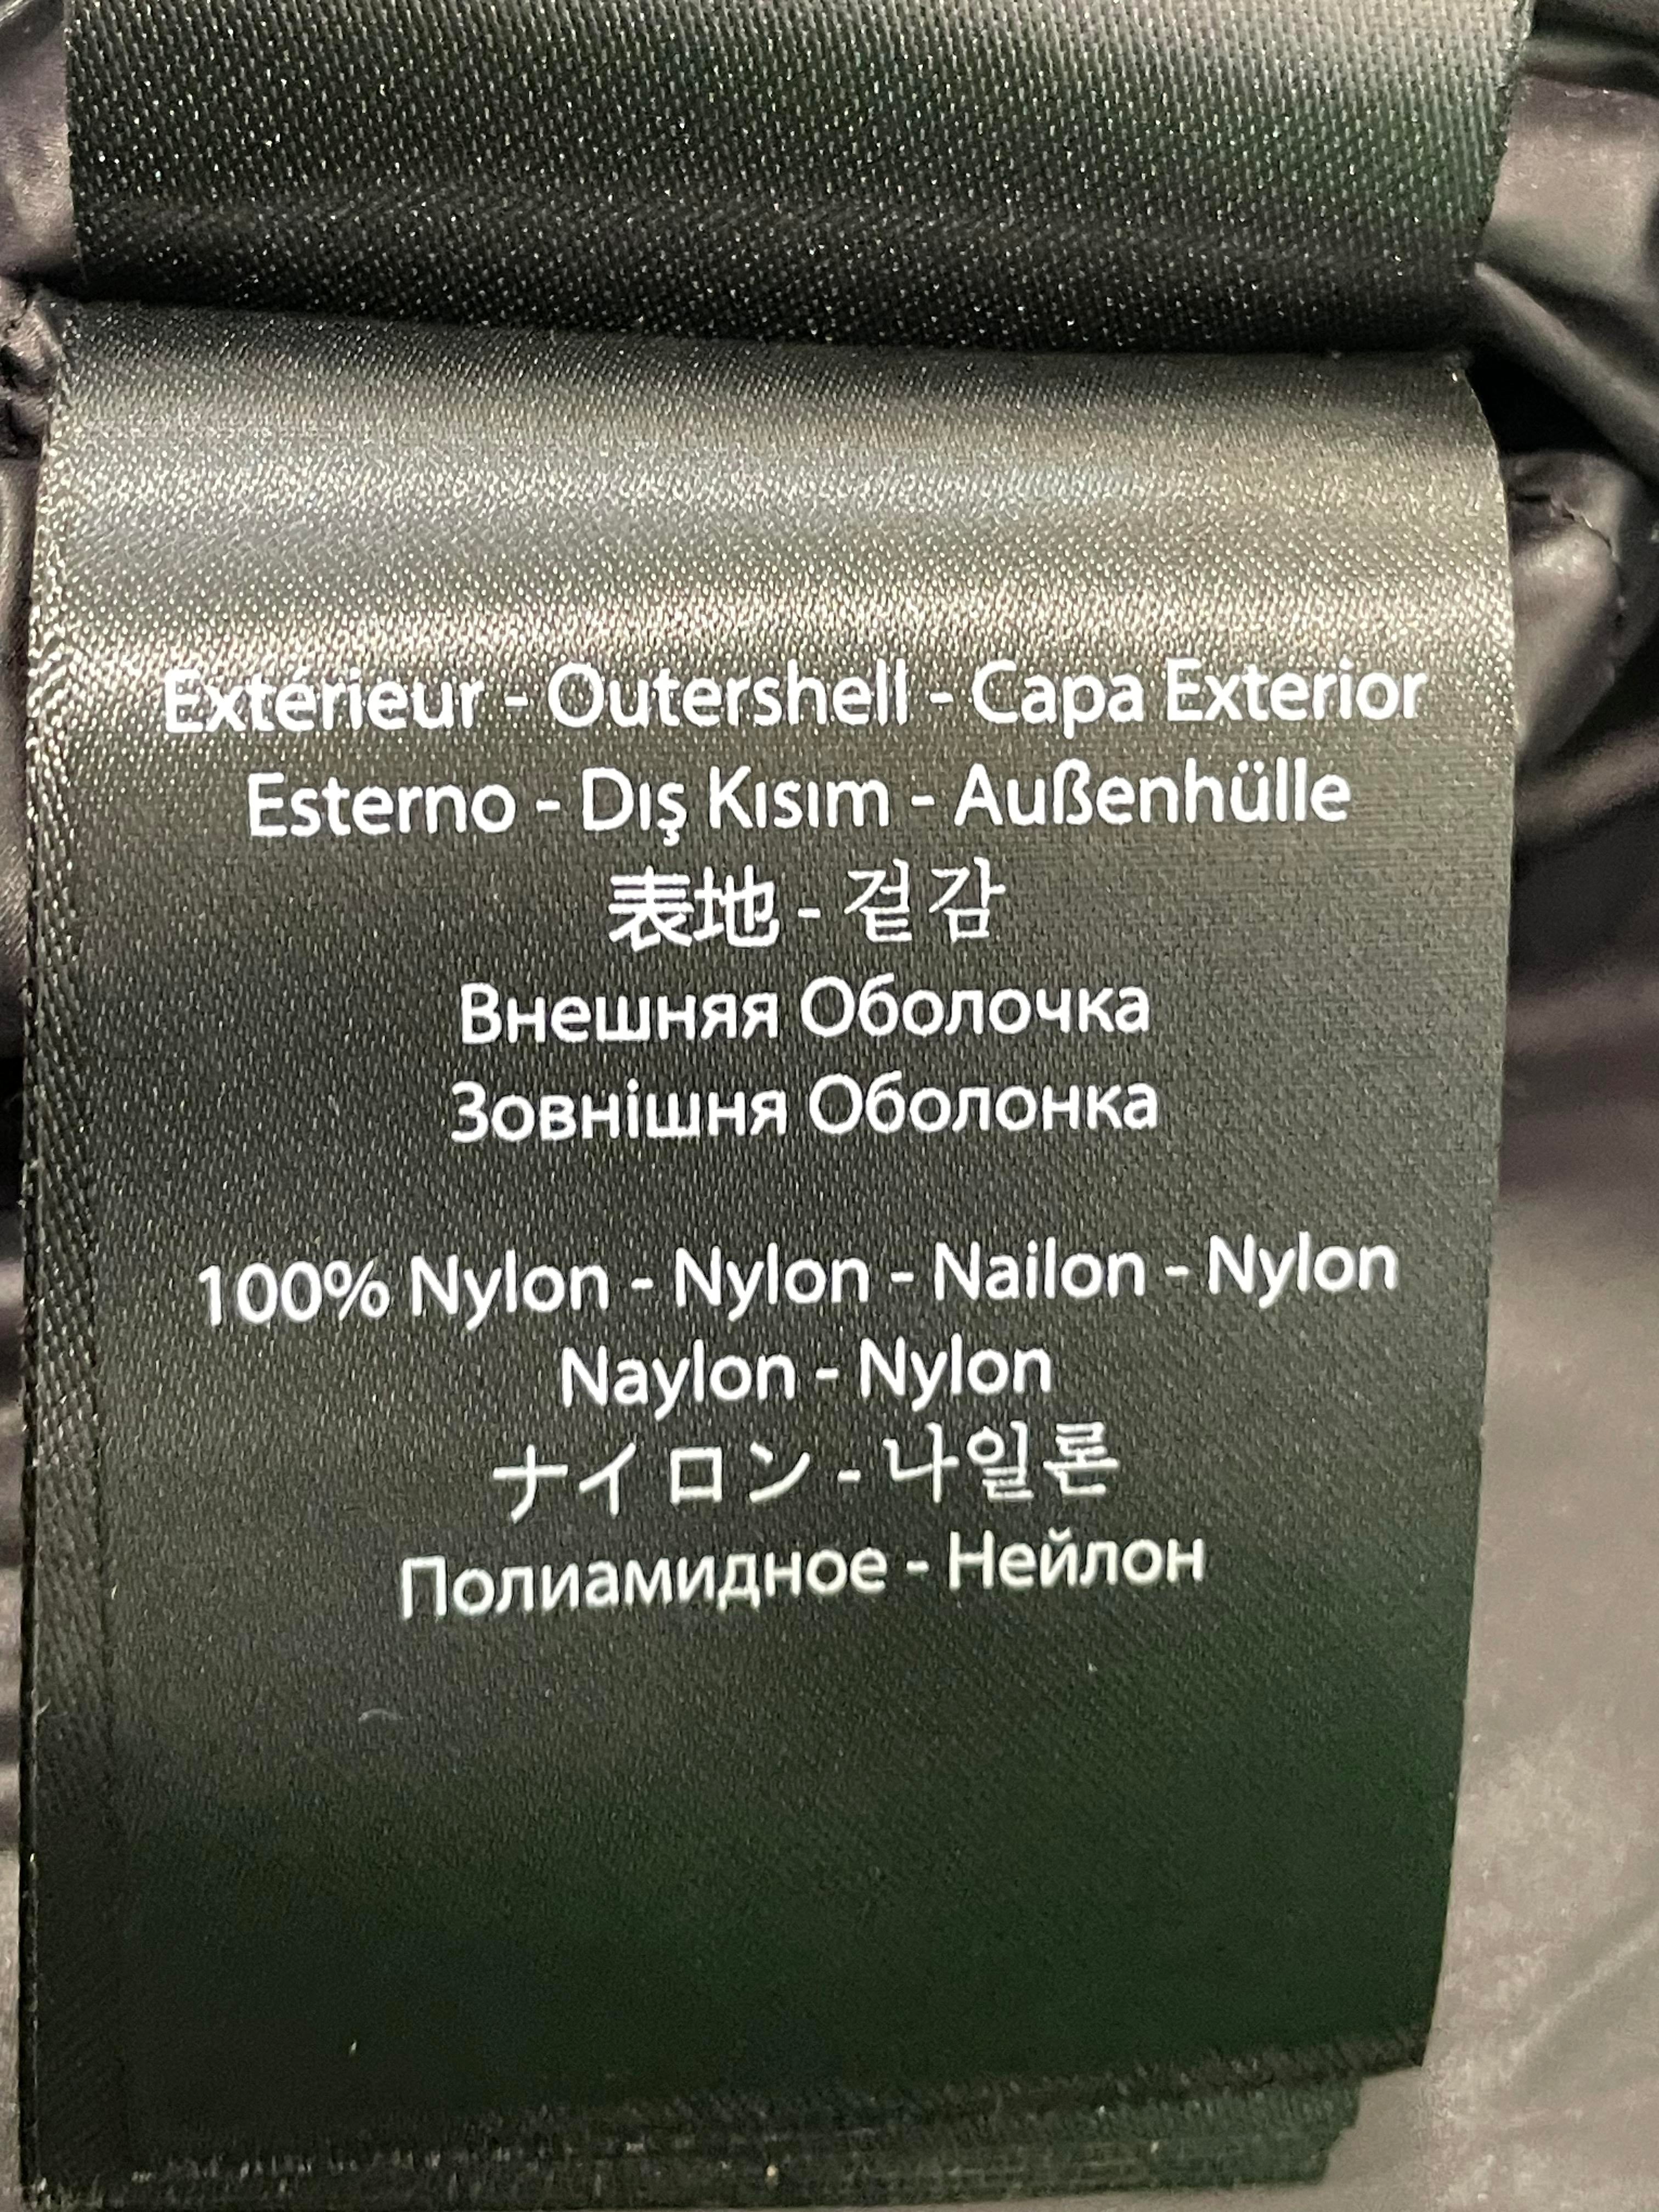 Extérieur - Outershell - Capa Exterior
Esterno - Dış Kısım - Außenhülle
表地 - 겉감
Внешняя Оболочка
Зовнішня Оболонка
100% Nylon - Nylon - Nailon - Nylon
Naylon - Nylon
ナイロン - 나일론
Полиамидное - Нейлон